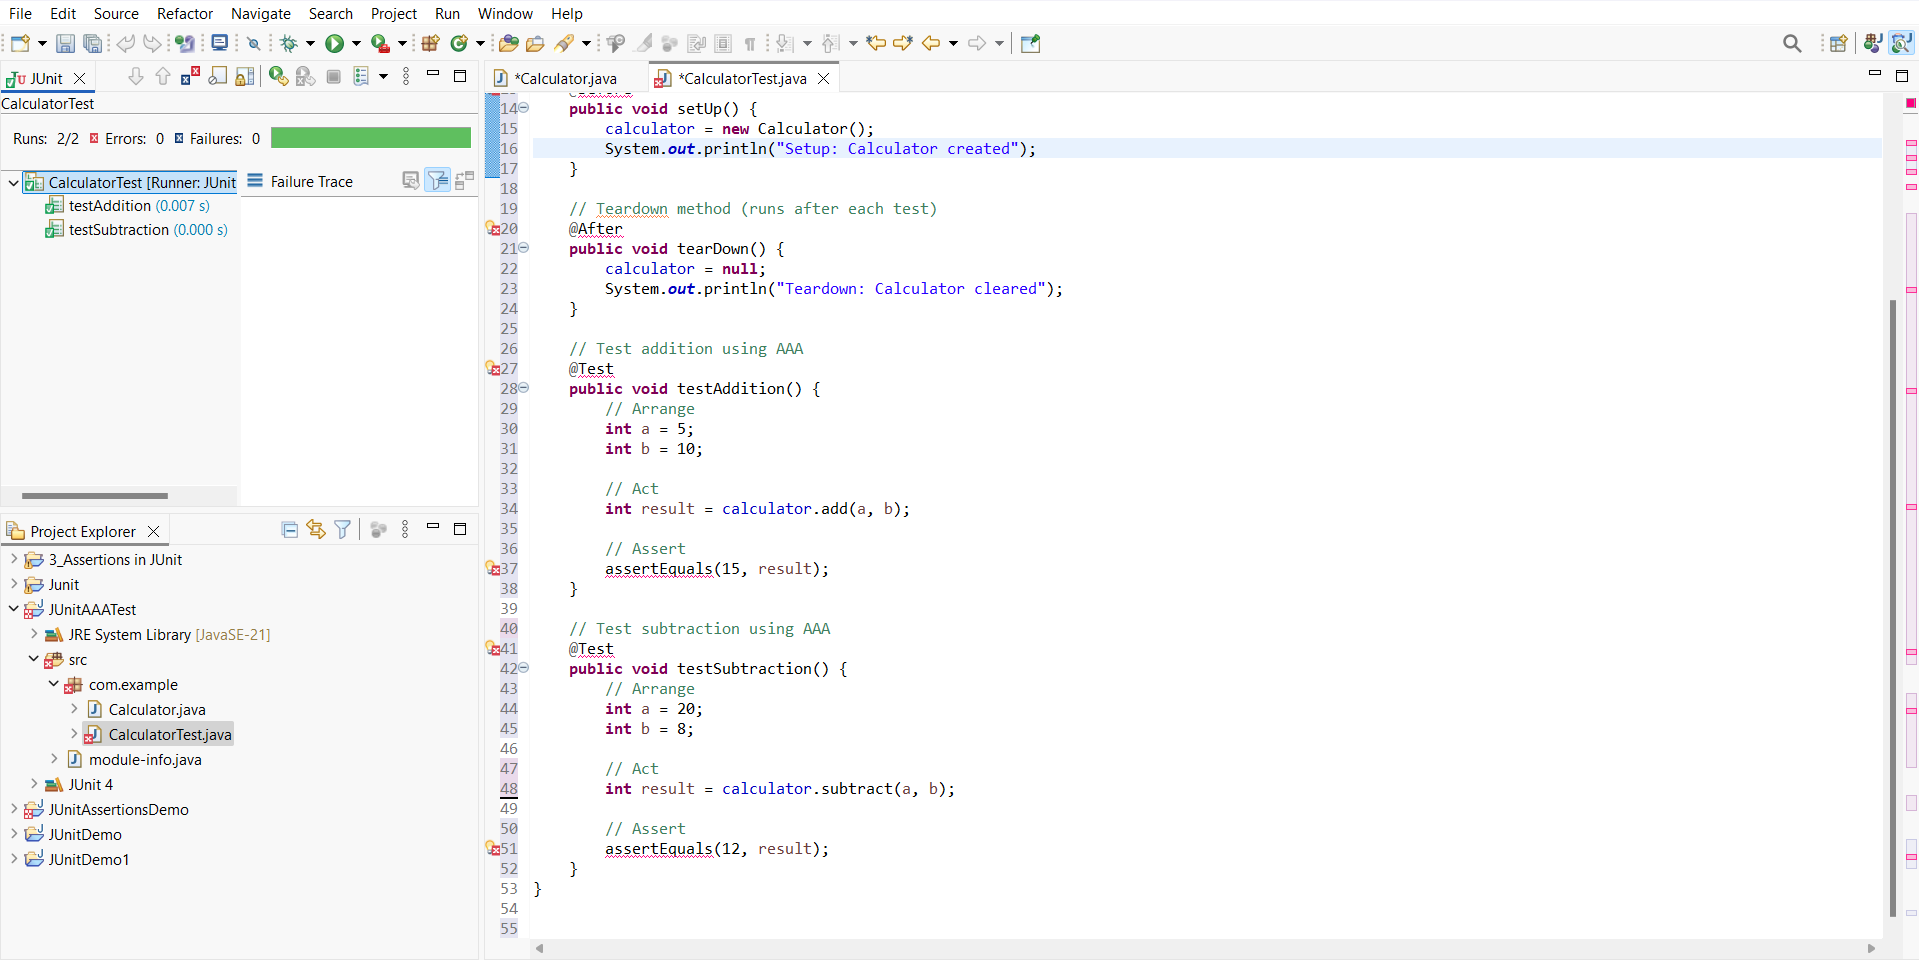 File Edit Source Refactor Navigate Search Project Run Window Help
JUnit
CalculatorTest
Runs: 2/2 Errors: 0 Failures: 0
CalculatorTest [Runner: JUnit
testAddition (0.007 s)
testSubtraction (0.000 s)
Failure Trace
Project Explorer
3_Assertions in JUnit
Junit
JUnitAAATest
JRE System Library [JavaSE-21]
src
com.example
Calculator.java
CalculatorTest.java
module-info.java
JUnit 4
JUnitAssertionsDemo
JUnitDemo
JUnitDemo1
*Calculator.java *CalculatorTest.java
14 public void setUp() {
15 calculator = new Calculator();
16 System.out.println("Setup: Calculator created");
17 }
18
19 // Teardown method (runs after each test)
20 @After
21 public void tearDown() {
22 calculator = null;
23 System.out.println("Teardown: Calculator cleared");
24 }
25
26 // Test addition using AAA
27 @Test
28 public void testAddition() {
29 // Arrange
30 int a = 5;
31 int b = 10;
32
33 // Act
34 int result = calculator.add(a, b);
35
36 // Assert
37 assertEquals(15, result);
38 }
39
40 // Test subtraction using AAA
41 @Test
42 public void testSubtraction() {
43 // Arrange
44 int a = 20;
45 int b = 8;
46
47 // Act
48 int result = calculator.subtract(a, b);
49
50 // Assert
51 assertEquals(12, result);
52 }
53 }
54
55